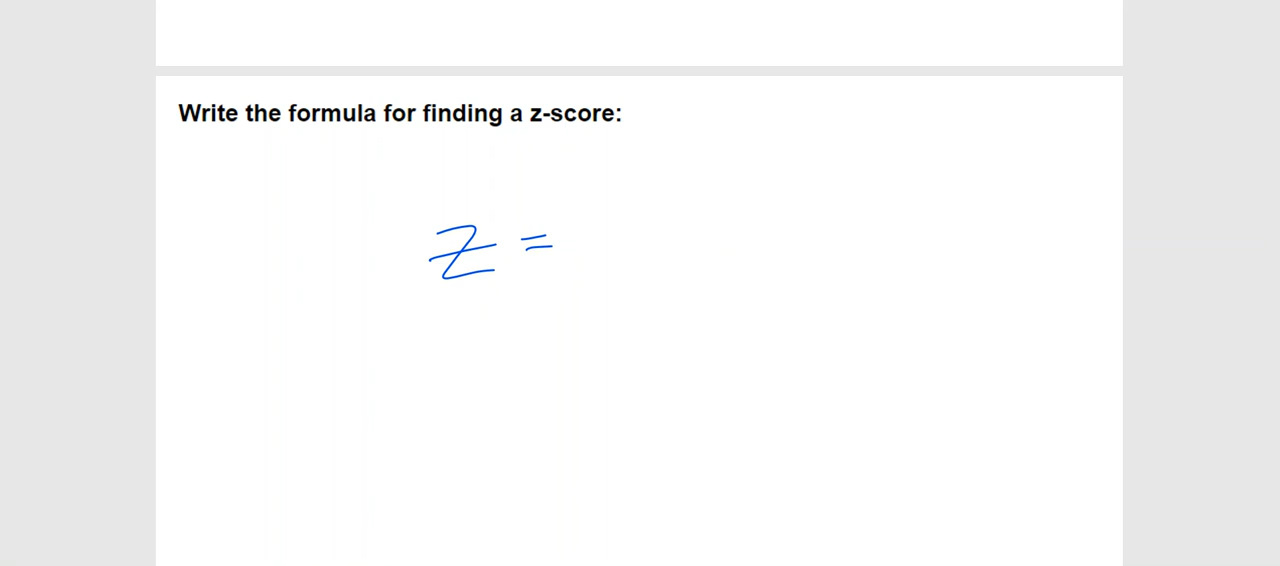 Write the formula for finding a z-score:
z =